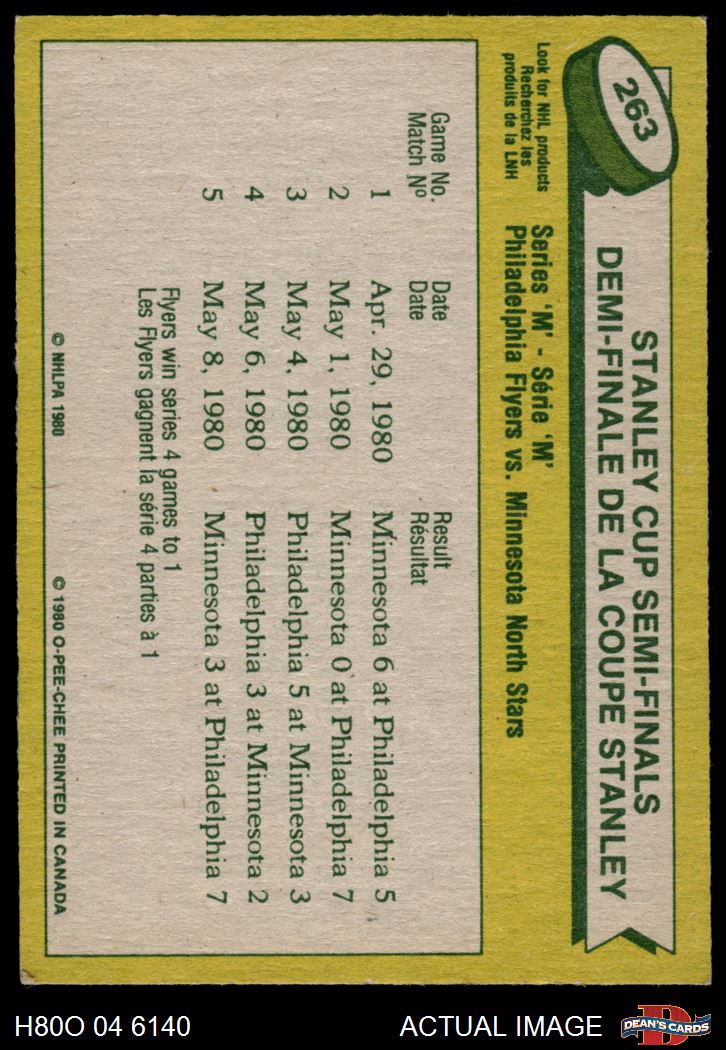 263
STANLEY CUP SEMI-FINALS
DEMI-FINALE DE LA COUPE STANLEY
Look for NHL products
Recherchez les
produits de la LNH
Series 'M' - Série 'M'
Philadelphia Flyers vs. Minnesota North Stars
Game No. Date Result
Match Nº Date Résultat
1 Apr. 29, 1980 Minnesota 6 at Philadelphia 5
2 May 1, 1980 Minnesota 0 at Philadelphia 7
3 May 4, 1980 Philadelphia 5 at Minnesota 3
4 May 6, 1980 Philadelphia 3 at Minnesota 2
5 May 8, 1980 Minnesota 3 at Philadelphia 7
Flyers win series 4 games to 1
Les Flyers gagnent la série 4 parties à 1
© NHLPA 1980 © 1980 O-PEE-CHEE PRINTED IN CANADA
H80O 04 6140 ACTUAL IMAGE DEAN'S CARDS